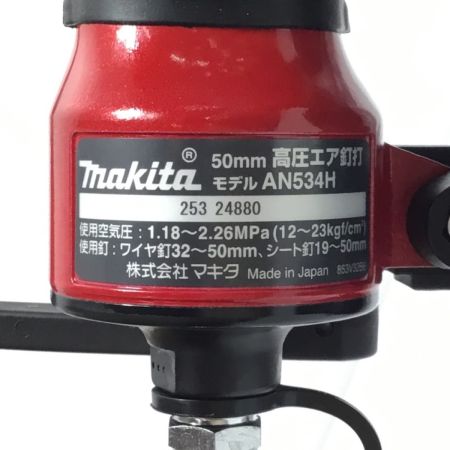 makita® 50mm 高圧エア釘打
モデル AN534H
253 24880
使用空気圧：1.18～2.26MPa(12～23kgf/cm²)
使用釘：ワイヤ釘32～50mm、シート釘19～50mm
株式会社マキタ Made in Japan